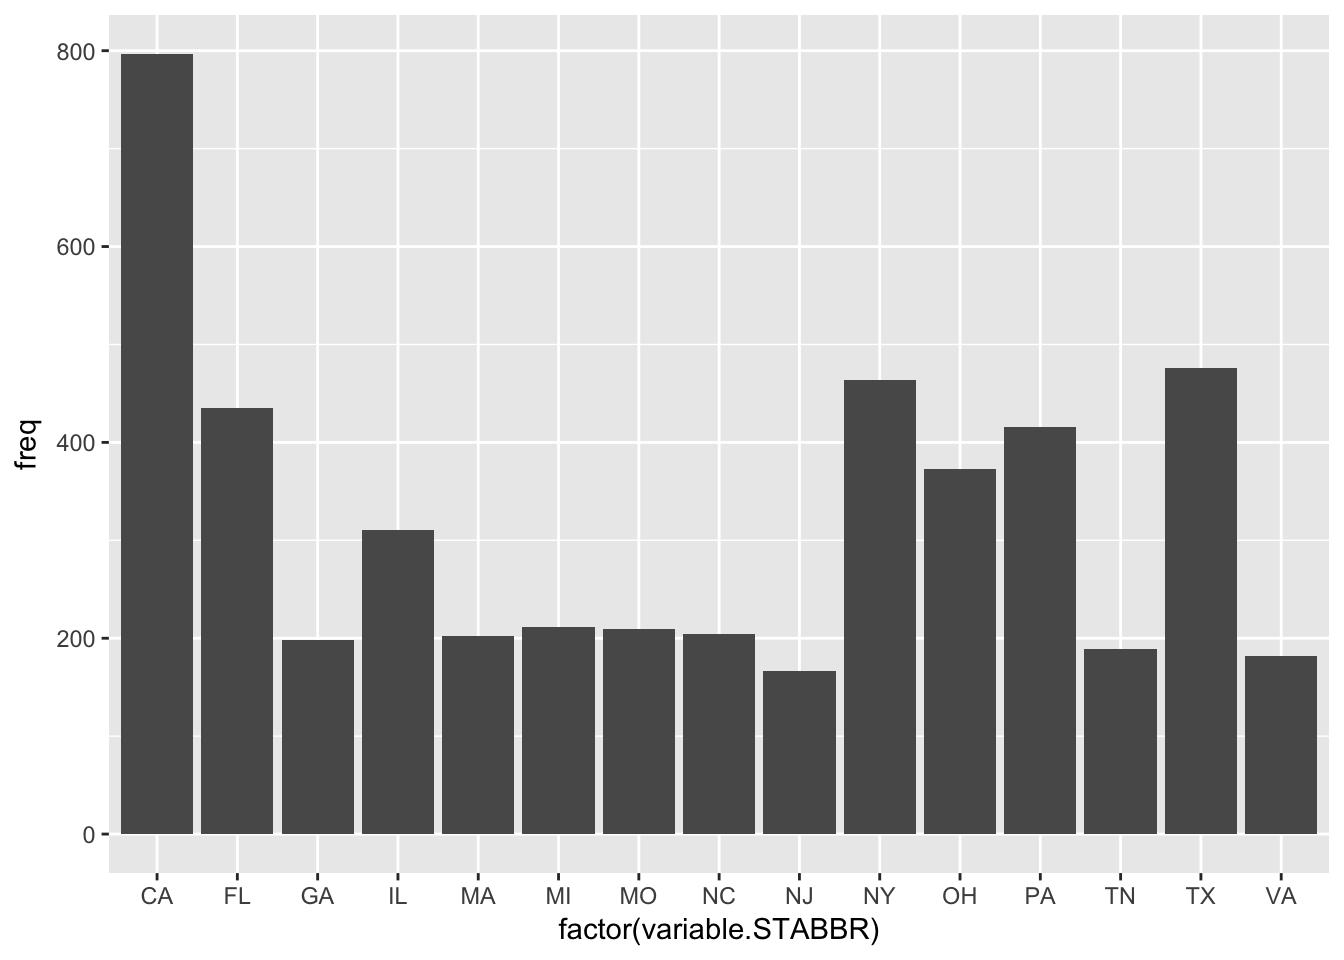 800
600
400
200
0
freq
CA FL GA IL MA MI MO NC NJ NY OH PA TN TX VA
factor(variable.STABBR)